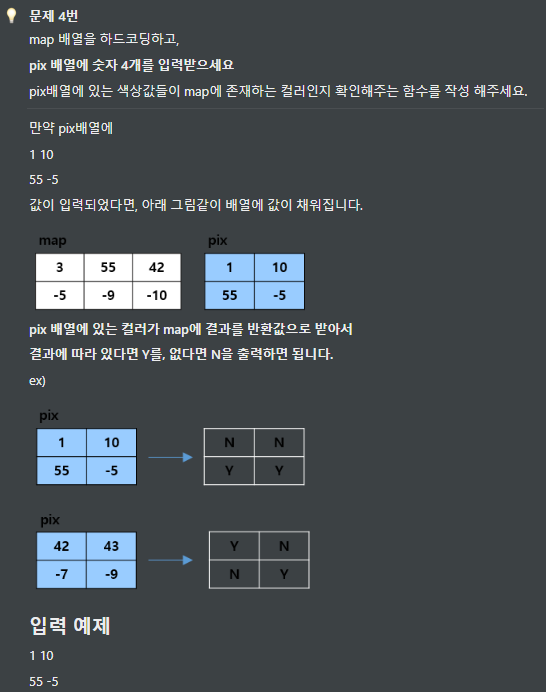 문제 4번
map 배열을 하드코딩하고,
pix 배열에 숫자 4개를 입력받으세요
pix배열에 있는 색상값들이 map에 존재하는 컬러인지 확인해주는 함수를 작성 해주세요.
만약 pix배열에
1 10
55 -5
값이 입력되었다면, 아래 그림같이 배열에 값이 채워집니다.
map pix
3 55 42 1 10
-5 -9 -10 55 -5
pix 배열에 있는 컬러가 map에 결과를 반환값으로 받아서
결과에 따라 있다면 Y를, 없다면 N을 출력하면 됩니다.
ex)
pix
1 10 N N
55 -5 Y Y
pix
42 43 Y N
-7 -9 N Y
입력 예제
1 10
55 -5